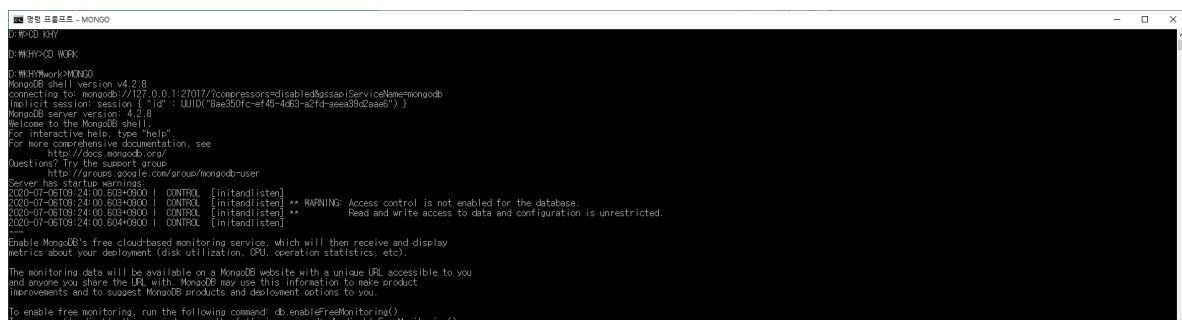 명령 프롬프트 - MONGO
D:\>CD KHY
D:\KHY>CD WORK
D:\KHY\work>MONGO
MongoDB shell version v4.2.8
connecting to: mongodb://127.0.0.1:27017/?compressors=disabled&gssapiServiceName=mongodb
Implicit session: session { "id" : UUID("8ae350fc-ef45-4d63-a2fd-aeea39d2aae6") }
MongoDB server version: 4.2.8
Welcome to the MongoDB shell.
For interactive help, type "help".
For more comprehensive documentation, see
http://docs.mongodb.org/
Questions? Try the support group
http://groups.google.com/group/mongodb-user
Server has startup warnings:
2020-07-06T09:24:00.603+0900 I  CONTROL  [initandlisten]
2020-07-06T09:24:00.603+0900 I  CONTROL  [initandlisten] ** WARNING: Access control is not enabled for the database.
2020-07-06T09:24:00.603+0900 I  CONTROL  [initandlisten] **          Read and write access to data and configuration is unrestricted.
2020-07-06T09:24:00.604+0900 I  CONTROL  [initandlisten]
---
Enable MongoDB's free cloud-based monitoring service, which will then receive and display
metrics about your deployment (disk utilization, CPU, operation statistics, etc).
The monitoring data will be available on a MongoDB website with a unique URL accessible to you
and anyone you share the URL with. MongoDB may use this information to make product
improvements and to suggest MongoDB products and deployment options to you.
To enable free monitoring, run the following command: db.enableFreeMonitoring()